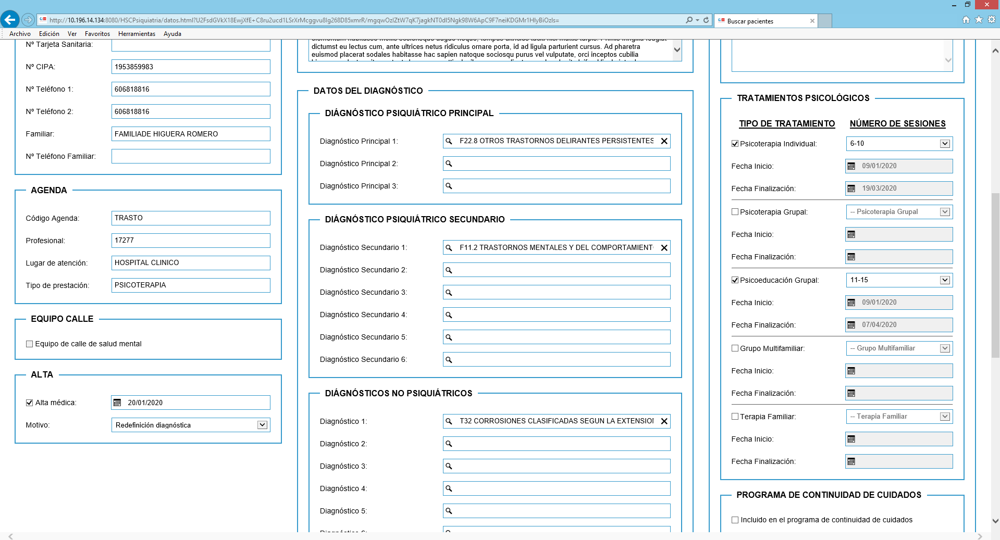 http://10.196.14.134:8080/HSCPsiquiatria/datos.html?U2FsdGVkX18EwjXfE+C8ru2ucd1LSrXrMcggvu8lg268D85xmrR/mgqwOzlZtW7qK7jagkNT0dI5Ngk98W6ApC9F7neiKDGMr1HIyBiOzIs=
Buscar pacientes
Archivo Edición Ver Favoritos Herramientas Ayuda
Nº Tarjeta Sanitaria:
Nº CIPA: 1953859983
Nº Teléfono 1: 606818816
Nº Teléfono 2: 606818816
Familiar: FAMILIADE HIGUERA ROMERO
Nº Teléfono Familiar:
AGENDA
Código Agenda: TRASTO
Profesional: 17277
Lugar de atención: HOSPITAL CLINICO
Tipo de prestación: PSICOTERAPIA
EQUIPO CALLE
Equipo de calle de salud mental
ALTA
Alta médica: 20/01/2020
Motivo: Redefinición diagnóstica
dictumst eu lectus cum, ante ultrices netus ridiculus ornare porta, id ad ligula parturient cursus. Ad pharetra
euismod placerat sodales habitasse hac sapien natoque sociosqu purus vel vulputate, orci inceptos cubilia
DATOS DEL DIAGNÓSTICO
DIÁGNÓSTICO PSIQUIÁTRICO PRINCIPAL
Diagnóstico Principal 1: F22.8 OTROS TRASTORNOS DELIRANTES PERSISTENTES
Diagnóstico Principal 2:
Diagnóstico Principal 3:
DIÁGNÓSTICO PSIQUIÁTRICO SECUNDARIO
Diagnóstico Secundario 1: F11.2 TRASTORNOS MENTALES Y DEL COMPORTAMIENT
Diagnóstico Secundario 2:
Diagnóstico Secundario 3:
Diagnóstico Secundario 4:
Diagnóstico Secundario 5:
Diagnóstico Secundario 6:
DIÁGNÓSTICOS NO PSIQUIÁTRICOS
Diagnóstico 1: T32 CORROSIONES CLASIFICADAS SEGUN LA EXTENSION
Diagnóstico 2:
Diagnóstico 3:
Diagnóstico 4:
Diagnóstico 5:
TRATAMIENTOS PSICOLÓGICOS
TIPO DE TRATAMIENTO NÚMERO DE SESIONES
Psicoterapia Individual: 6-10
Fecha Inicio: 09/01/2020
Fecha Finalización: 19/03/2020
Psicoterapia Grupal: -- Psicoterapia Grupal
Fecha Inicio:
Fecha Finalización:
Psicoeducación Grupal: 11-15
Fecha Inicio: 09/01/2020
Fecha Finalización: 07/04/2020
Grupo Multifamiliar: -- Grupo Multifamiliar
Fecha Inicio:
Fecha Finalización:
Terapia Familiar: -- Terapia Familiar
Fecha Inicio:
Fecha Finalización:
PROGRAMA DE CONTINUIDAD DE CUIDADOS
Incluido en el programa de continuidad de cuidados